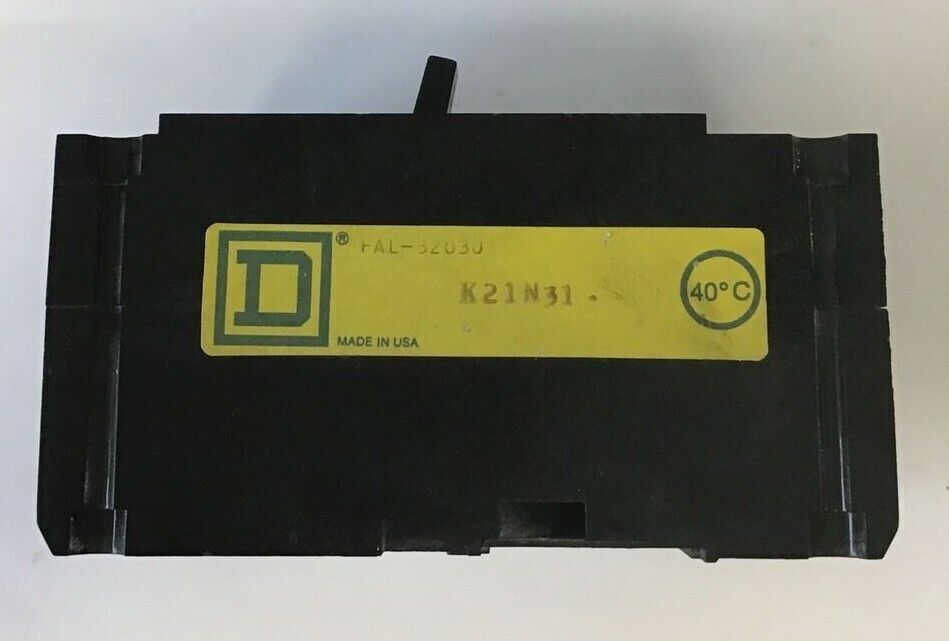 D®
FAL-32030
K21N31.
40°C
MADE IN USA